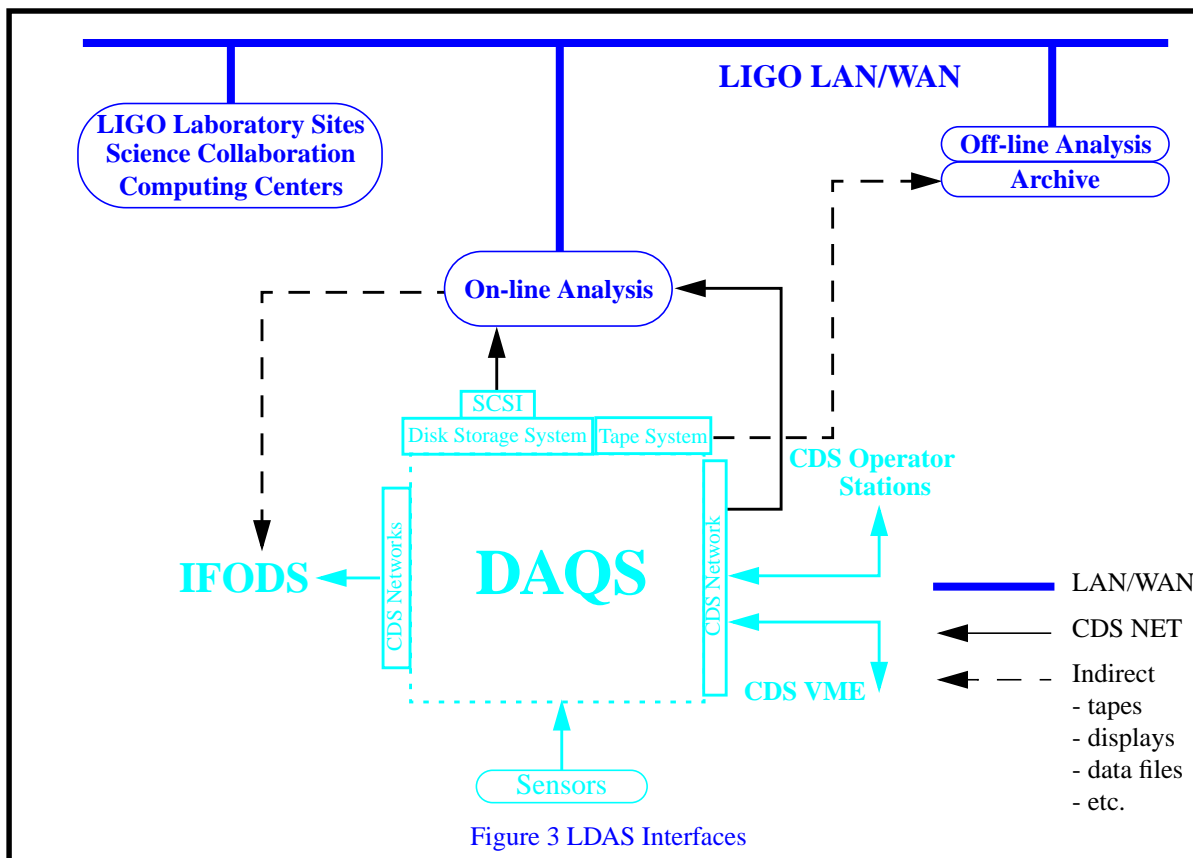 LIGO LAN/WAN
LIGO Laboratory Sites
Science Collaboration
Computing Centers
Off-line Analysis
Archive
On-line Analysis
SCSI
Disk Storage System
Tape System
CDS Operator
Stations
CDS Networks
IFODS
DAQS
CDS Network
CDS VME
Sensors
LAN/WAN
CDS NET
Indirect
- tapes
- displays
- data files
- etc.
Figure 3 LDAS Interfaces